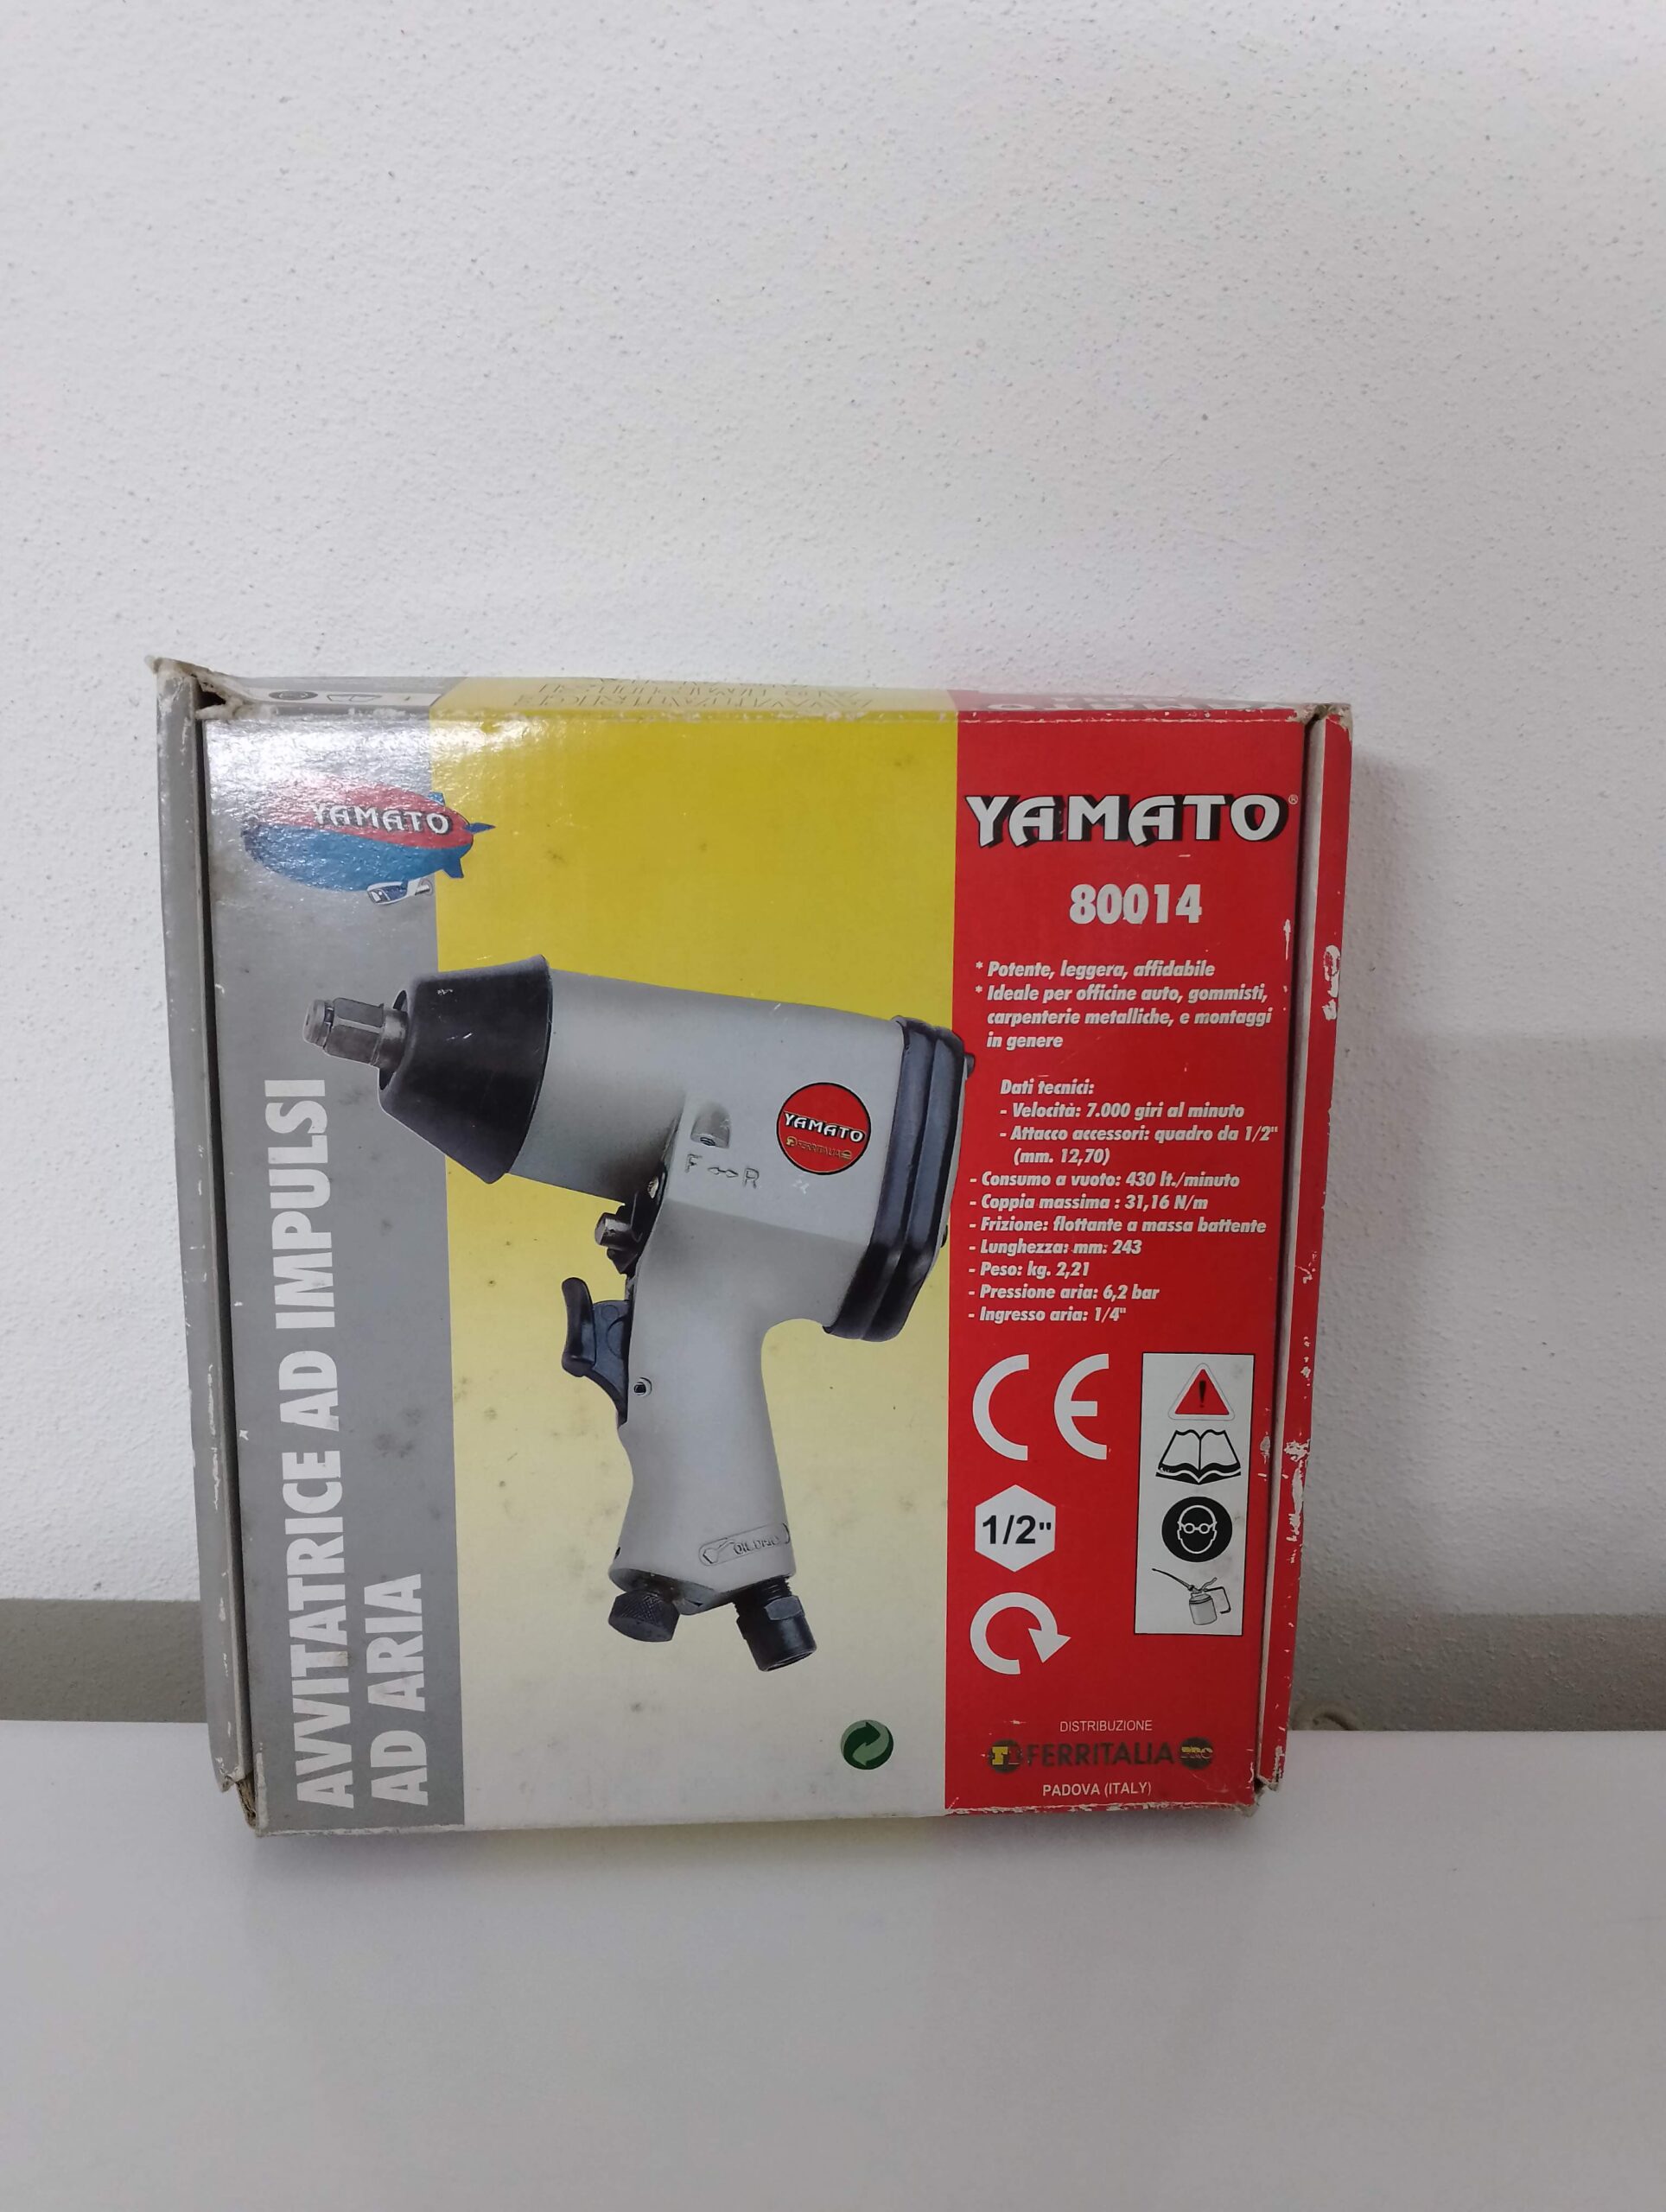 YAMATO
YAMATO®
80014
* Potente, leggera, affidabile
* Ideale per officine auto, gommisti,
carpenterie metalliche, e montaggi
in genere
Dati tecnici:
- Velocità: 7.000 giri al minuto
- Attacco accessori: quadro da 1/2"
(mm. 12,70)
- Consumo a vuoto: 430 lt./minuto
- Coppia massima : 31,16 N/m
- Frizione: flottante a massa battente
- Lunghezza: mm: 243
- Peso: kg. 2,21
- Pressione aria: 6,2 bar
- Ingresso aria: 1/4"
CE
1/2"
DISTRIBUZIONE
FERRITALIA PRO
PADOVA (ITALY)
AVVITATRICE AD IMPULSI
AD ARIA
YAMATO
FERRITALIA
F ⇔ R
OIL